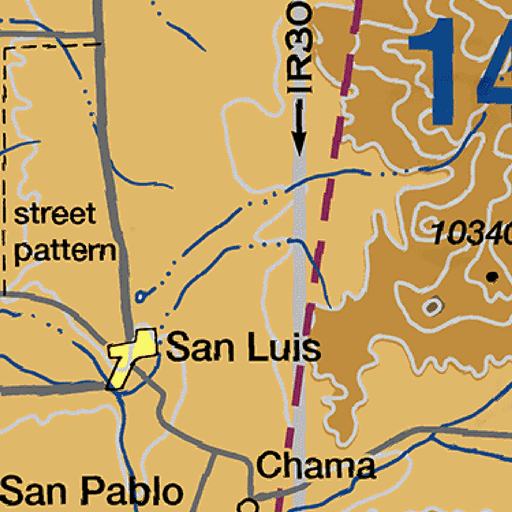 IR30
14
street
pattern
10340
San Luis
Chama
San Pablo